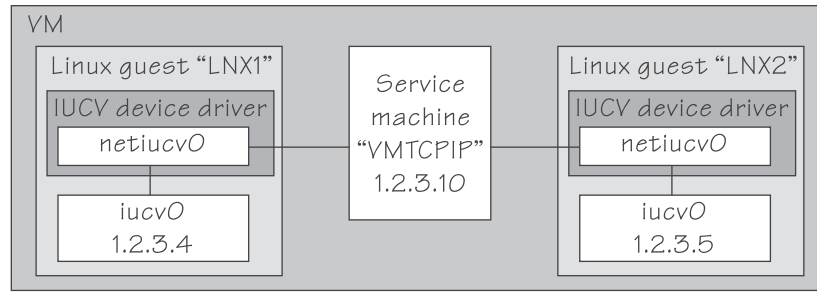 VM
Linux guest “LNX1”
IUCV device driver
netiucv0
iucv0
1.2.3.4
Service
machine
“VMTCPIP”
1.2.3.10
Linux guest “LNX2”
IUCV device driver
netiucv0
iucv0
1.2.3.5